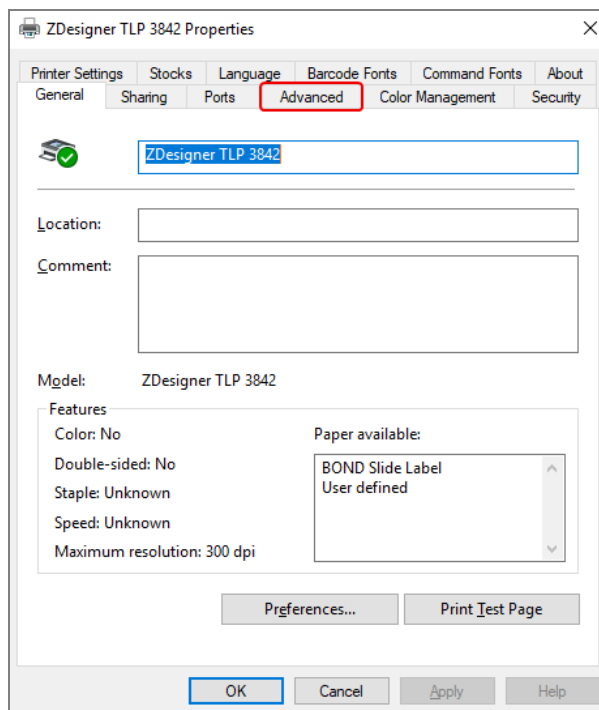 ZDesigner TLP 3842 Properties
Printer Settings Stocks Language Barcode Fonts Command Fonts About
General Sharing Ports Advanced Color Management Security
ZDesigner TLP 3842
Location:
Comment:
Model: ZDesigner TLP 3842
Features
Color: No
Double-sided: No
Staple: Unknown
Speed: Unknown
Maximum resolution: 300 dpi
Paper available:
BOND Slide Label
User defined
Preferences... Print Test Page
OK Cancel Apply Help